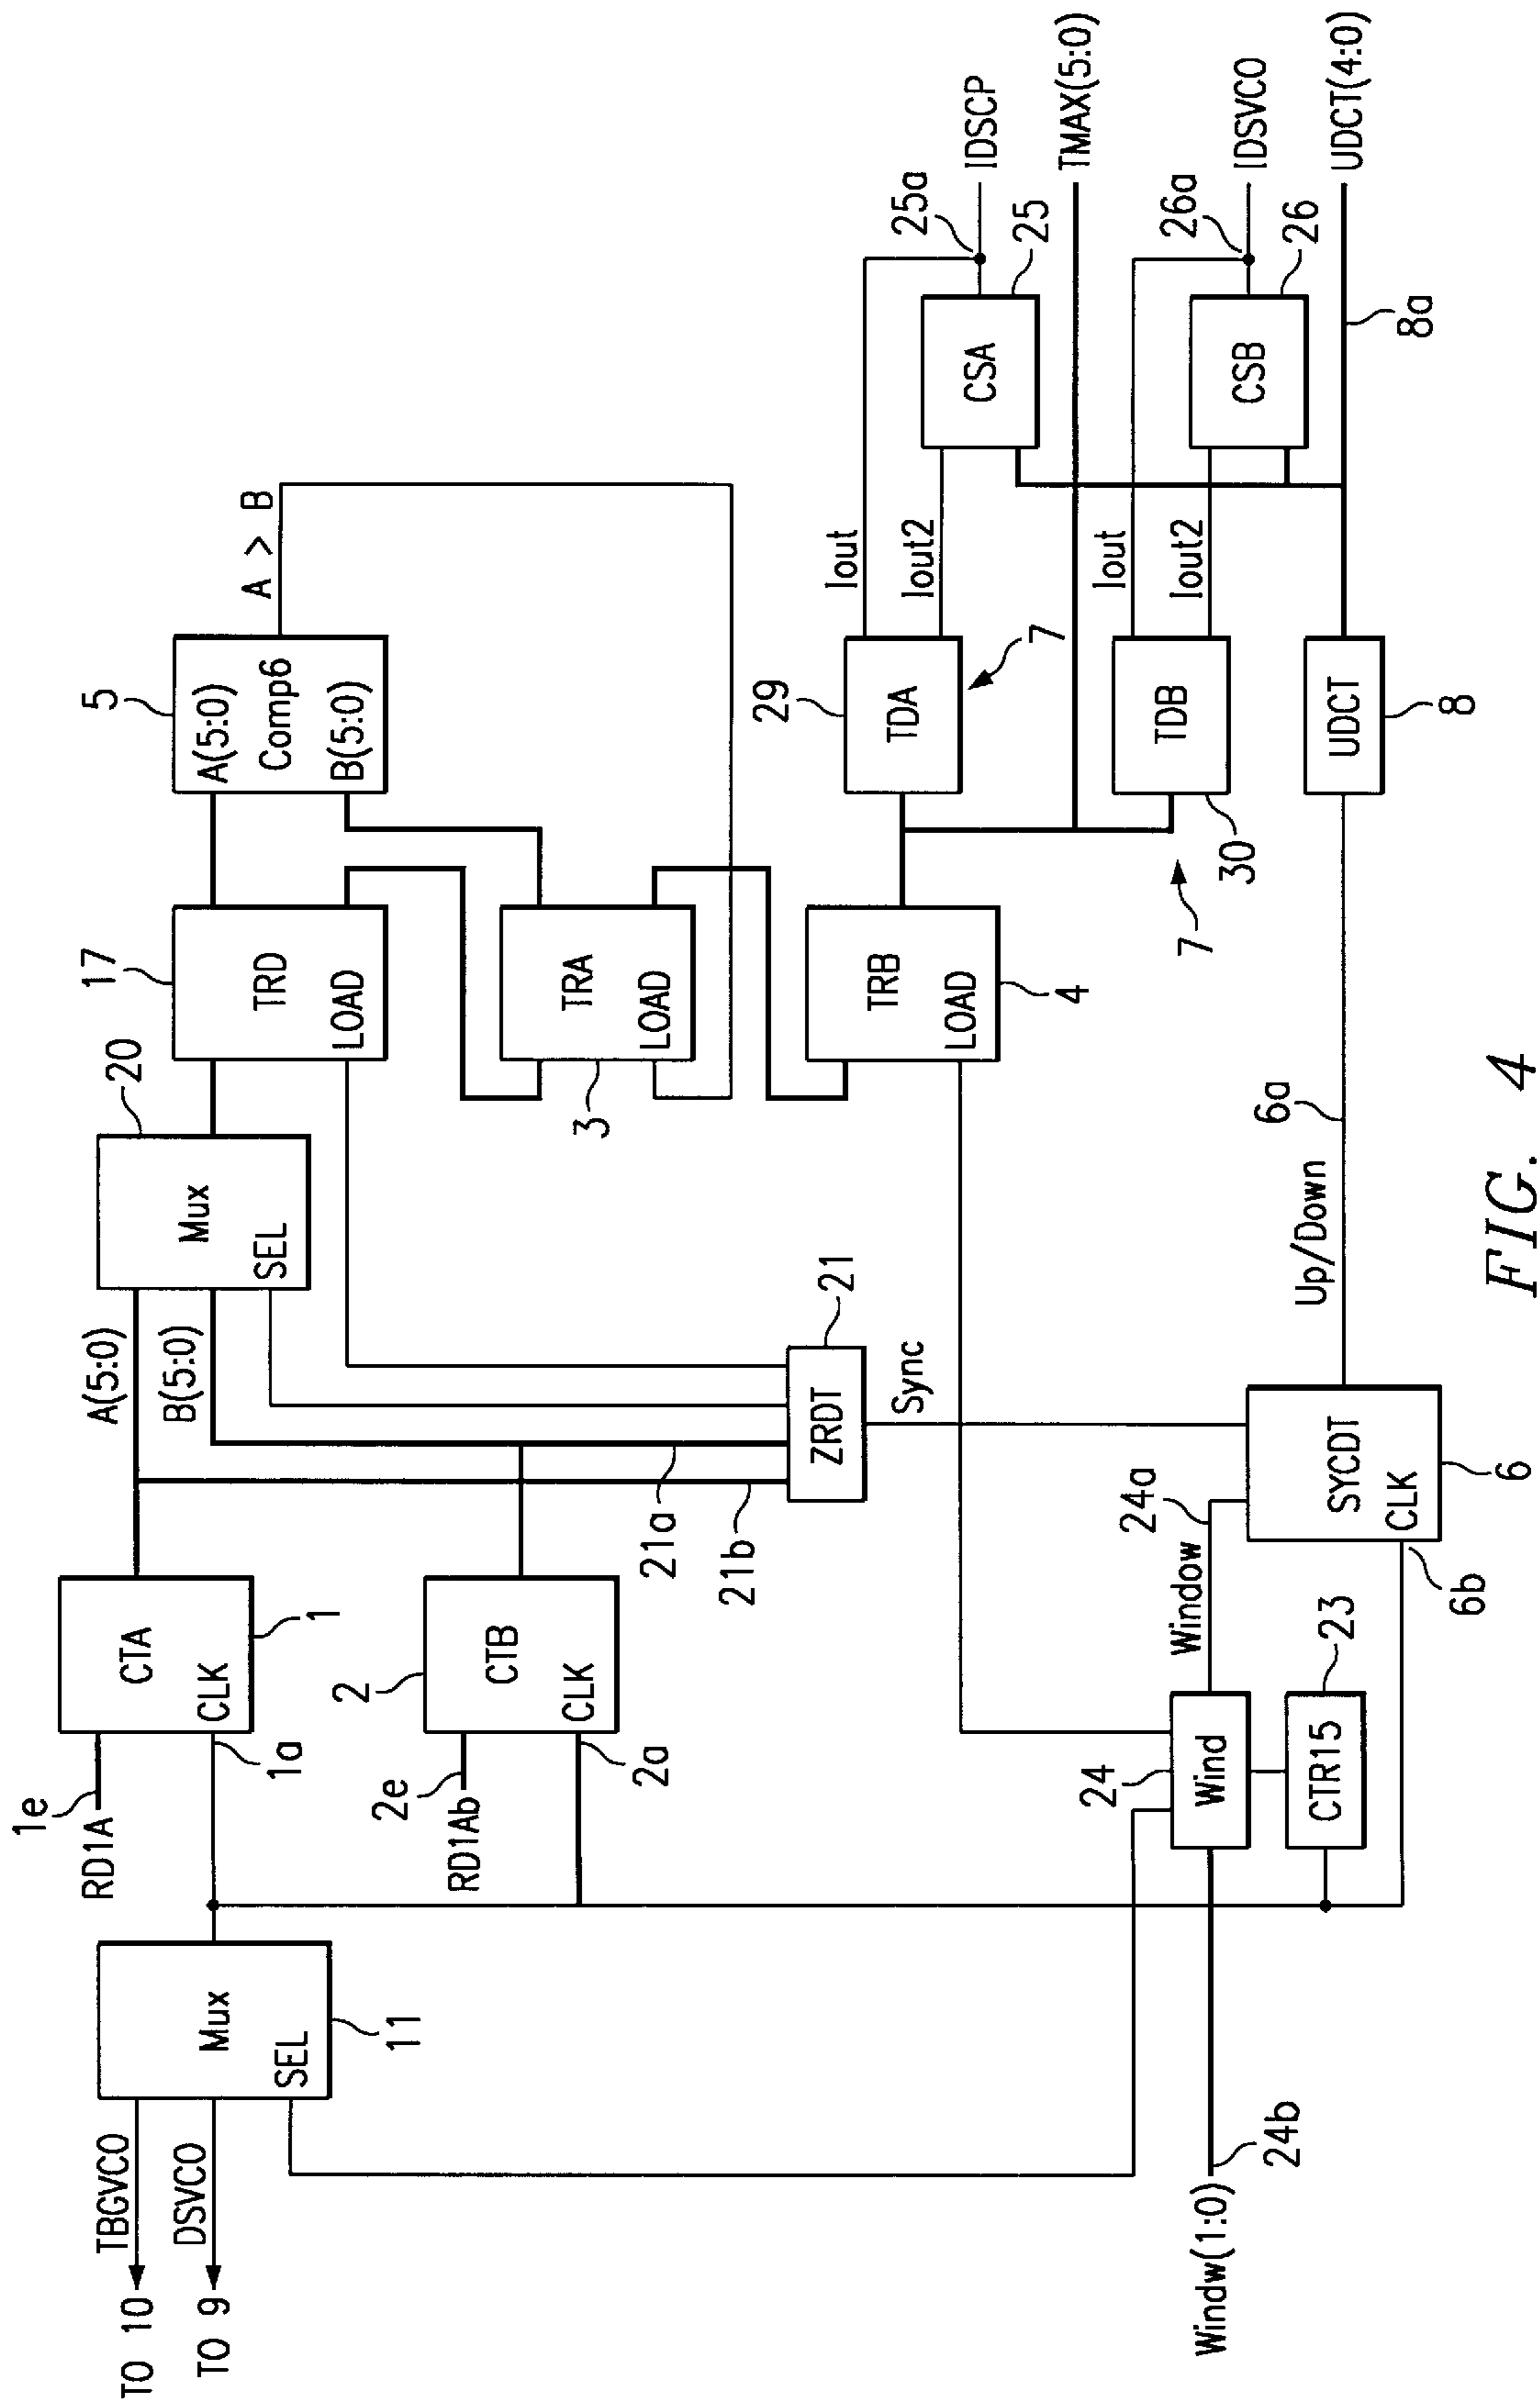 TO 10
TBGVCO
TO 9
DSVCO
Mux
SEL
11
1e
RD1A
1a
CTA
CLK
1
2e
RD1Ab
2a
2
CTB
CLK
A(5:0)
B(5:0)
21a
21b
Mux
SEL
20
ZRDT
21
Sync
17
TRD
LOAD
TRA
LOAD
3
TRB
LOAD
4
5
A(5:0)
Comp6
B(5:0)
A > B
29
TDA
7
Iout
Iout2
25a
IDSCP
CSA
25
TMAX(5:0)
TDB
30
7
Iout
Iout2
26a
IDSVCO
CSB
26
UDCT(4:0)
8a
UDCT
8
Windw(1:0)
24b
24
Wind
CTR15
23
Window
24a
SYCDT
CLK
6
6b
Up/Down
6a
FIG. 4